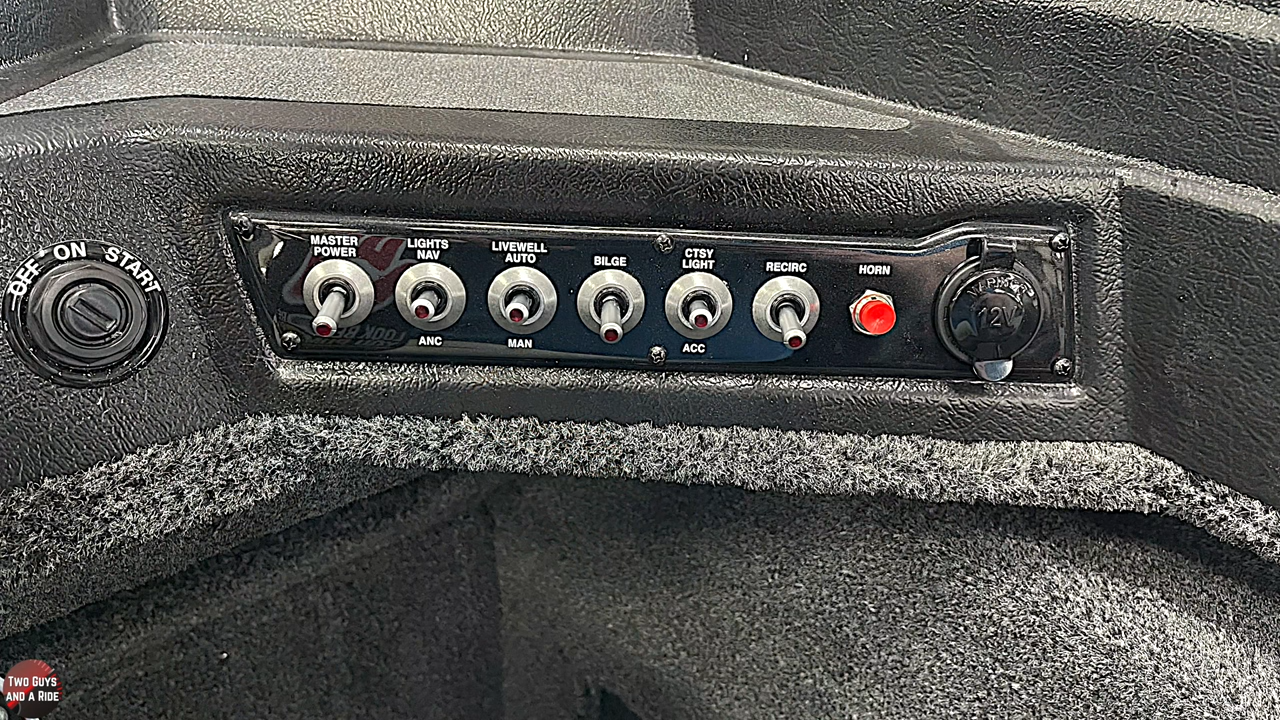 OFF ON START
MASTER
POWER
LIGHTS
NAV
ANC
LIVEWELL
AUTO
MAN
BILGE
CTSY
LIGHT
ACC
RECIRC
HORN
12V
TWO GUYS
AND A RIDE